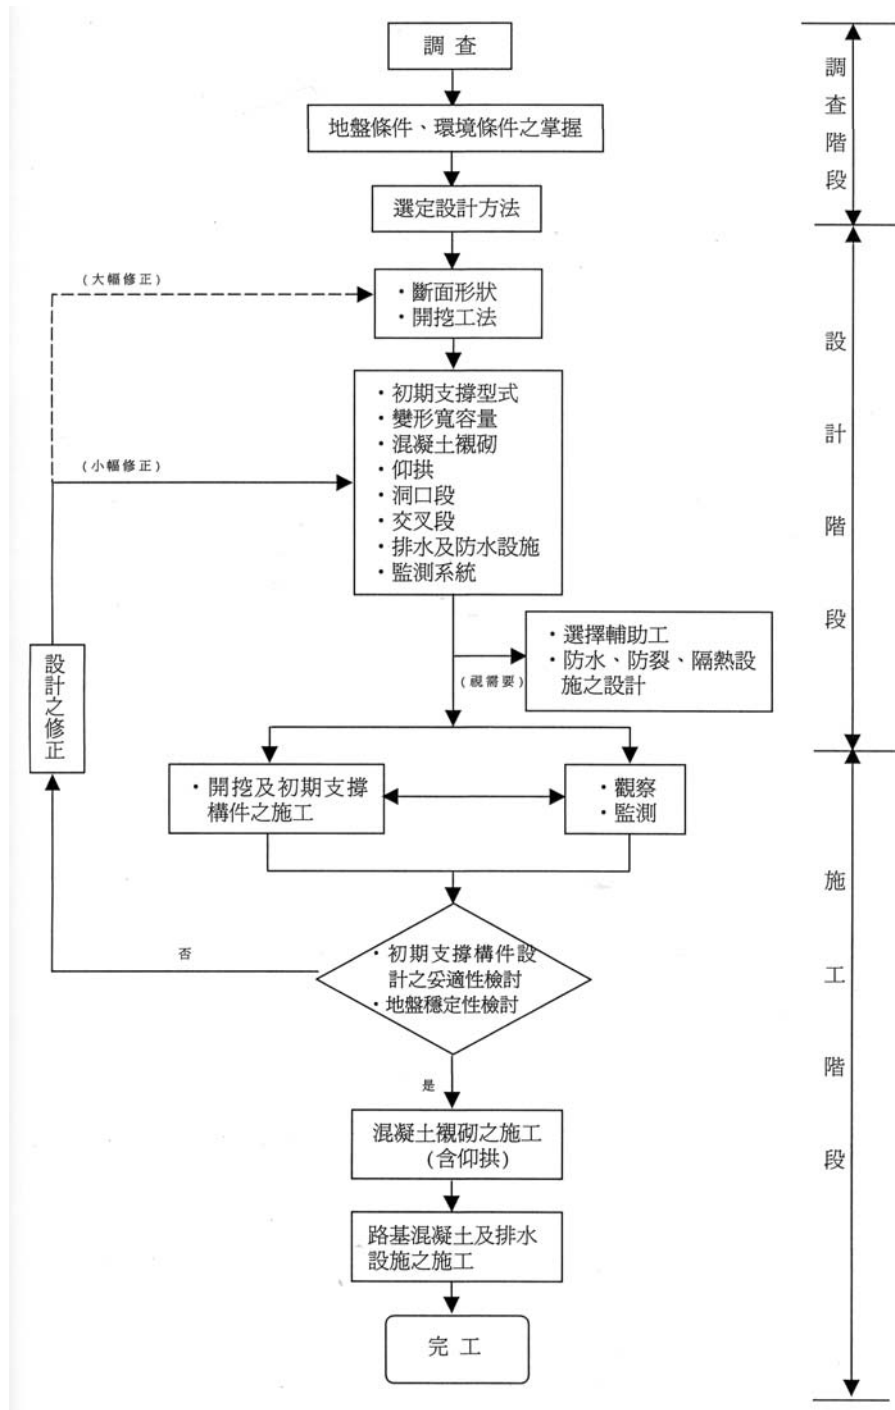 調 查
地盤條件、環境條件之掌握
選定設計方法
(大幅修正)
・斷面形狀
・開挖工法
(小幅修正)
・初期支撐型式
・變形寬容量
・混凝土襯砌
・仰拱
・洞口段
・交叉段
・排水及防水設施
・監測系統
・選擇輔助工
・防水、防裂、隔熱設
施之設計
(視需要)
設計之修正
・開挖及初期支撐
構件之施工
・觀察
・監測
否
・初期支撐構件設
計之妥適性檢討
・地盤穩定性檢討
是
混凝土襯砌之施工
(含仰拱)
路基混凝土及排水
設施之施工
完 工
調查階段
設計階段
施工階段